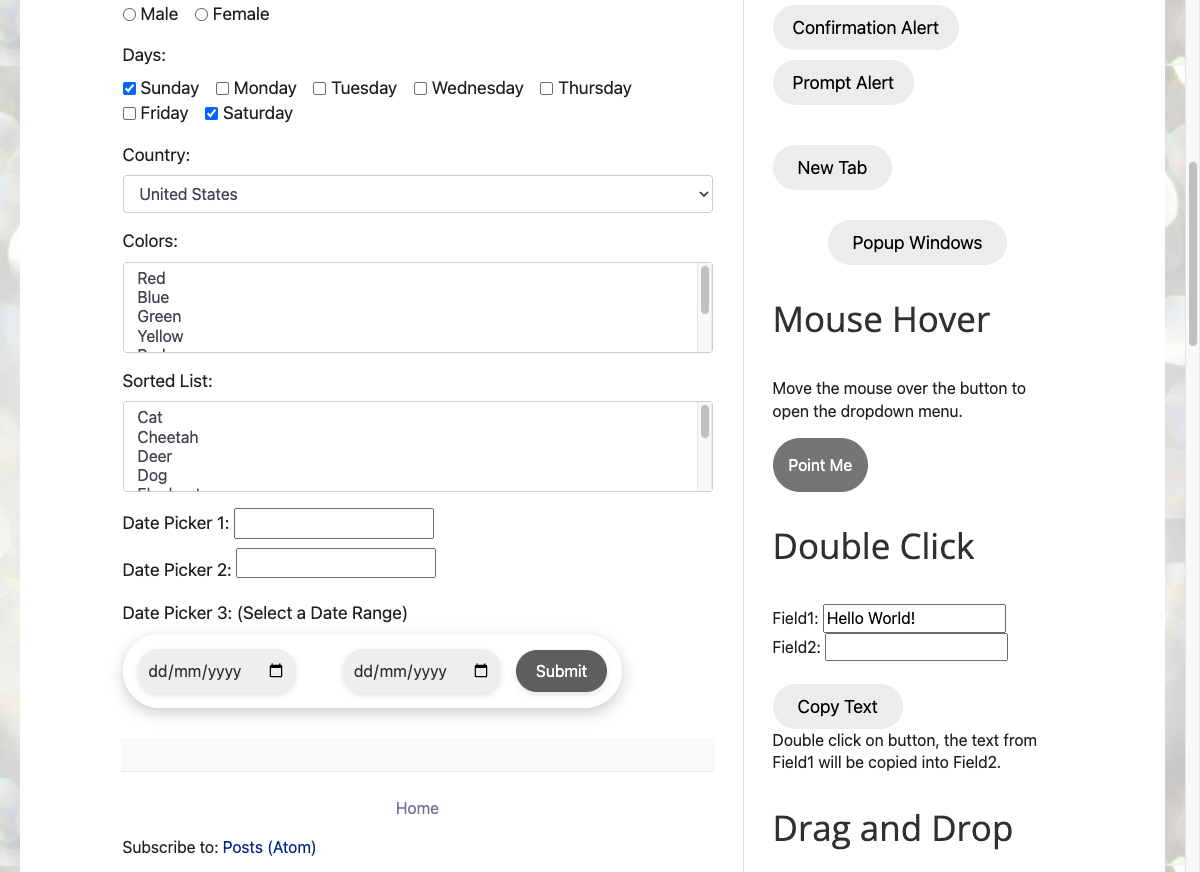 Male Female
Days:
Sunday Monday Tuesday Wednesday Thursday
Friday Saturday
Country:
United States
Colors:
Red
Blue
Green
Yellow
Sorted List:
Cat
Cheetah
Deer
Dog
Date Picker 1:
Date Picker 2:
Date Picker 3: (Select a Date Range)
dd/mm/yyyy dd/mm/yyyy Submit
Home
Subscribe to: Posts (Atom)
Confirmation Alert
Prompt Alert
New Tab
Popup Windows
Mouse Hover
Move the mouse over the button to
open the dropdown menu.
Point Me
Double Click
Field1: Hello World!
Field2:
Copy Text
Double click on button, the text from
Field1 will be copied into Field2.
Drag and Drop